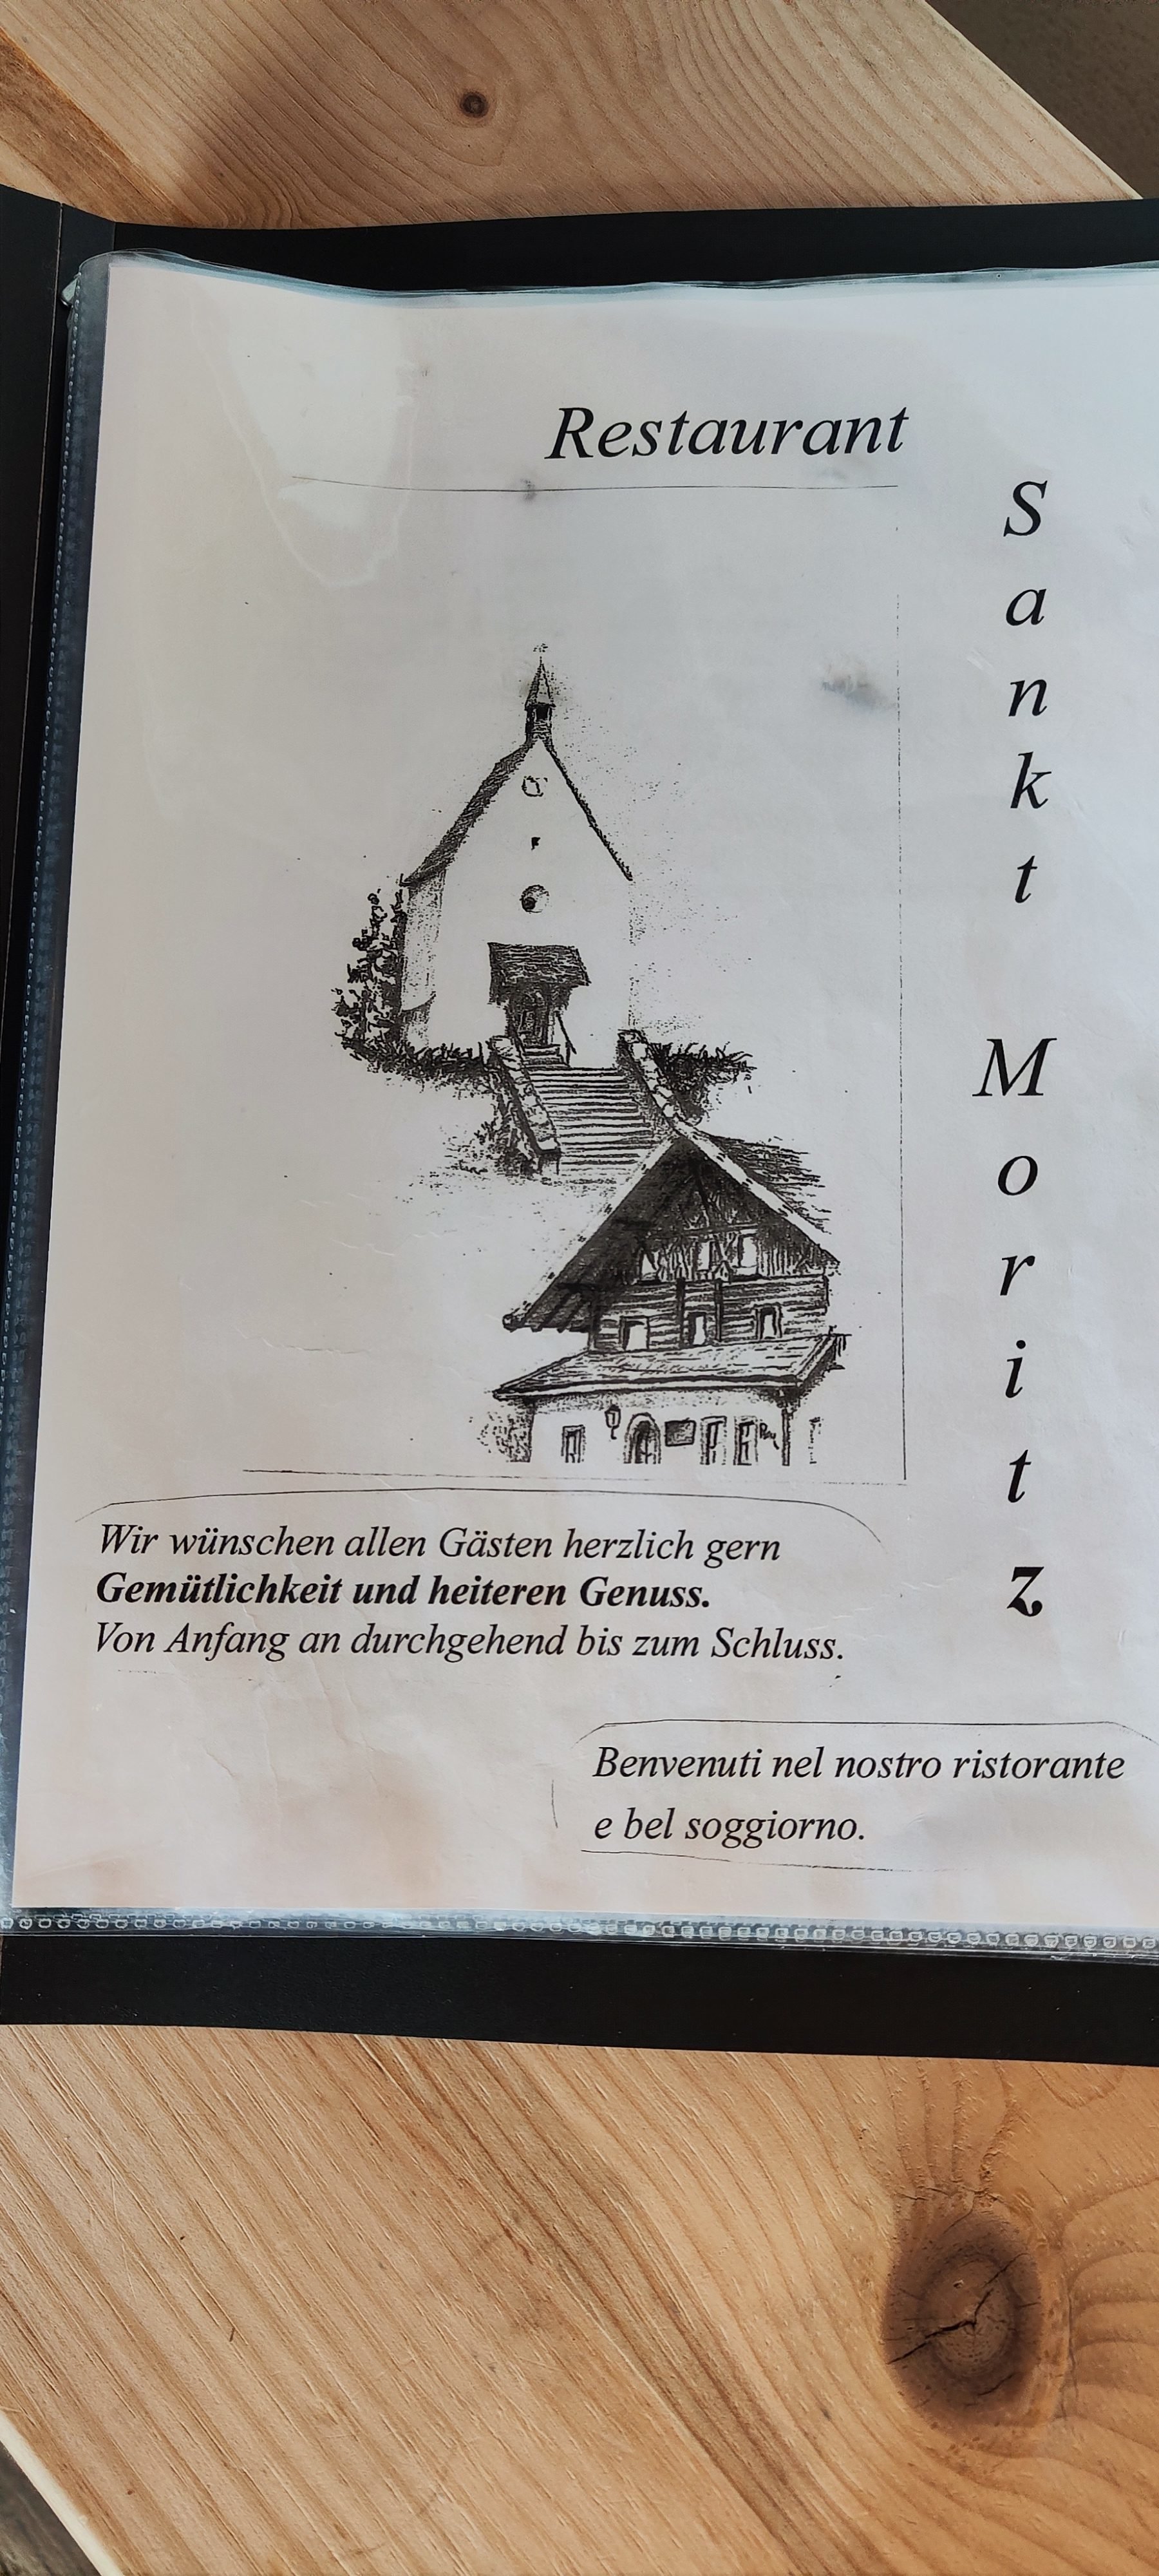 Restaurant
Sankt Moritz
Wir wünschen allen Gästen herzlich gern
Gemütlichkeit und heiteren Genuss.
Von Anfang an durchgehend bis zum Schluss.
Benvenuti nel nostro ristorante
e bel soggiorno.